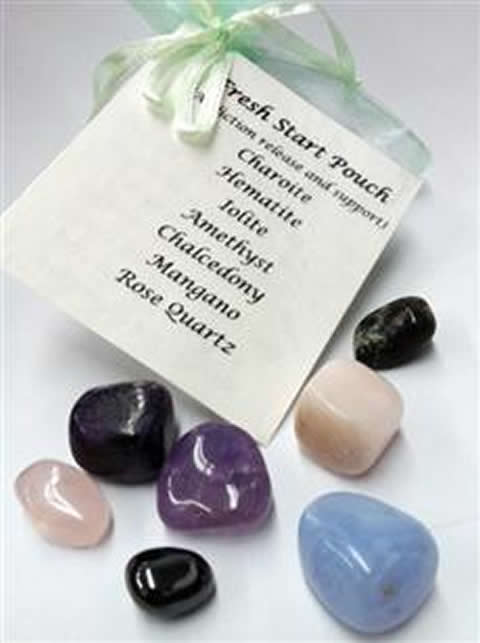 Fresh Start Pouch
release and support)
Charoite
Hematite
Iolite
Amethyst
Chalcedony
Mangano
Rose Quartz